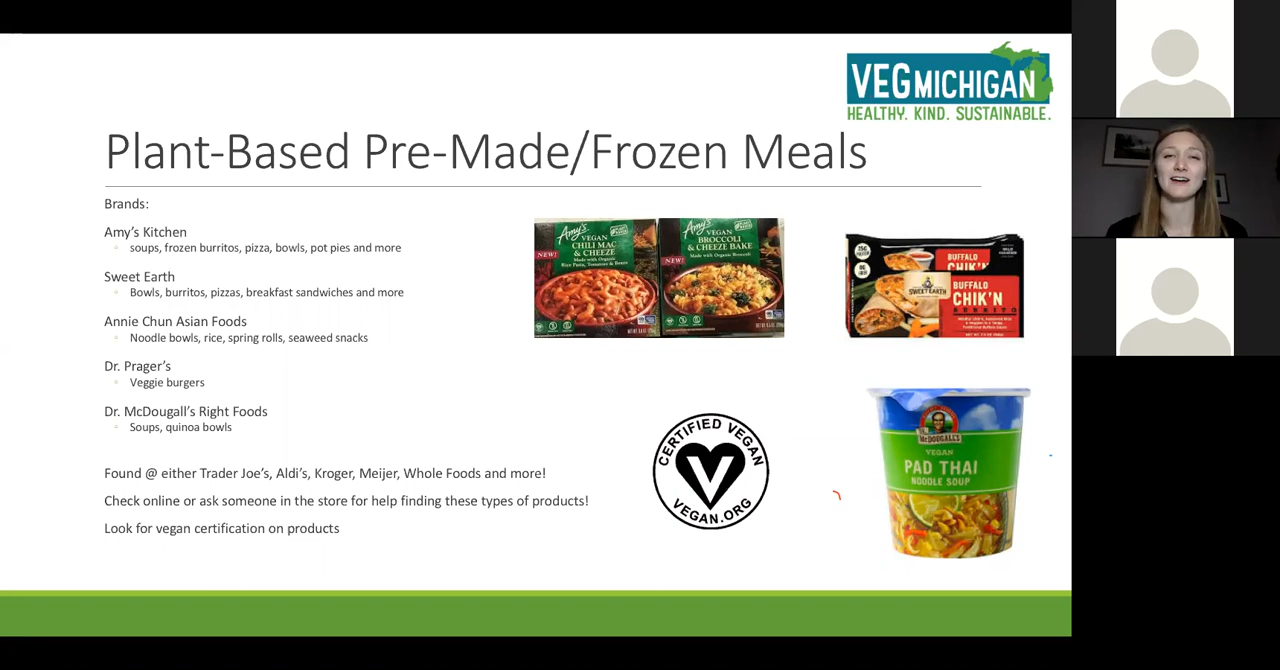 VEGMICHIGAN
HEALTHY. KIND. SUSTAINABLE.
Plant-Based Pre-Made/Frozen Meals
Brands:
Amy's Kitchen
soups, frozen burritos, pizza, bowls, pot pies and more
Sweet Earth
Bowls, burritos, pizzas, breakfast sandwiches and more
Annie Chun Asian Foods
Noodle bowls, rice, spring rolls, seaweed snacks
Dr. Prager's
Veggie burgers
Dr. McDougall's Right Foods
Soups, quinoa bowls
Found @ either Trader Joe's, Aldi's, Kroger, Meijer, Whole Foods and more!
Check online or ask someone in the store for help finding these types of products!
Look for vegan certification on products
Amy's
VEGAN
CHILI MAC
& CHEEZE
Made with Organic
Rice Pasta, Tomatoes & Beans
NEW!
Amy's
VEGAN
BROCCOLI
& CHEEZE BAKE
Made with Organic Broccoli
NEW!
BUFFALO
CHIK'N
SWEET EARTH
BUFFALO
CHIK'N
BURRITO
CERTIFIED VEGAN
V
VEGAN.ORG
McDOUGALL'S
VEGAN
PAD THAI
NOODLE SOUP